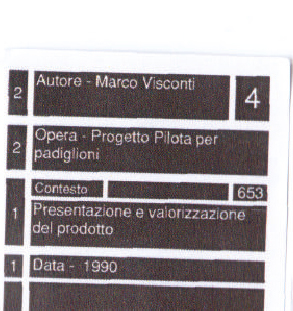 2 Autore - Marco Visconti 4
2 Opera - Progetto Pilota per
padiglioni
Contesto 653
1 Presentazione e valorizzazione
del prodotto
1 Data - 1990